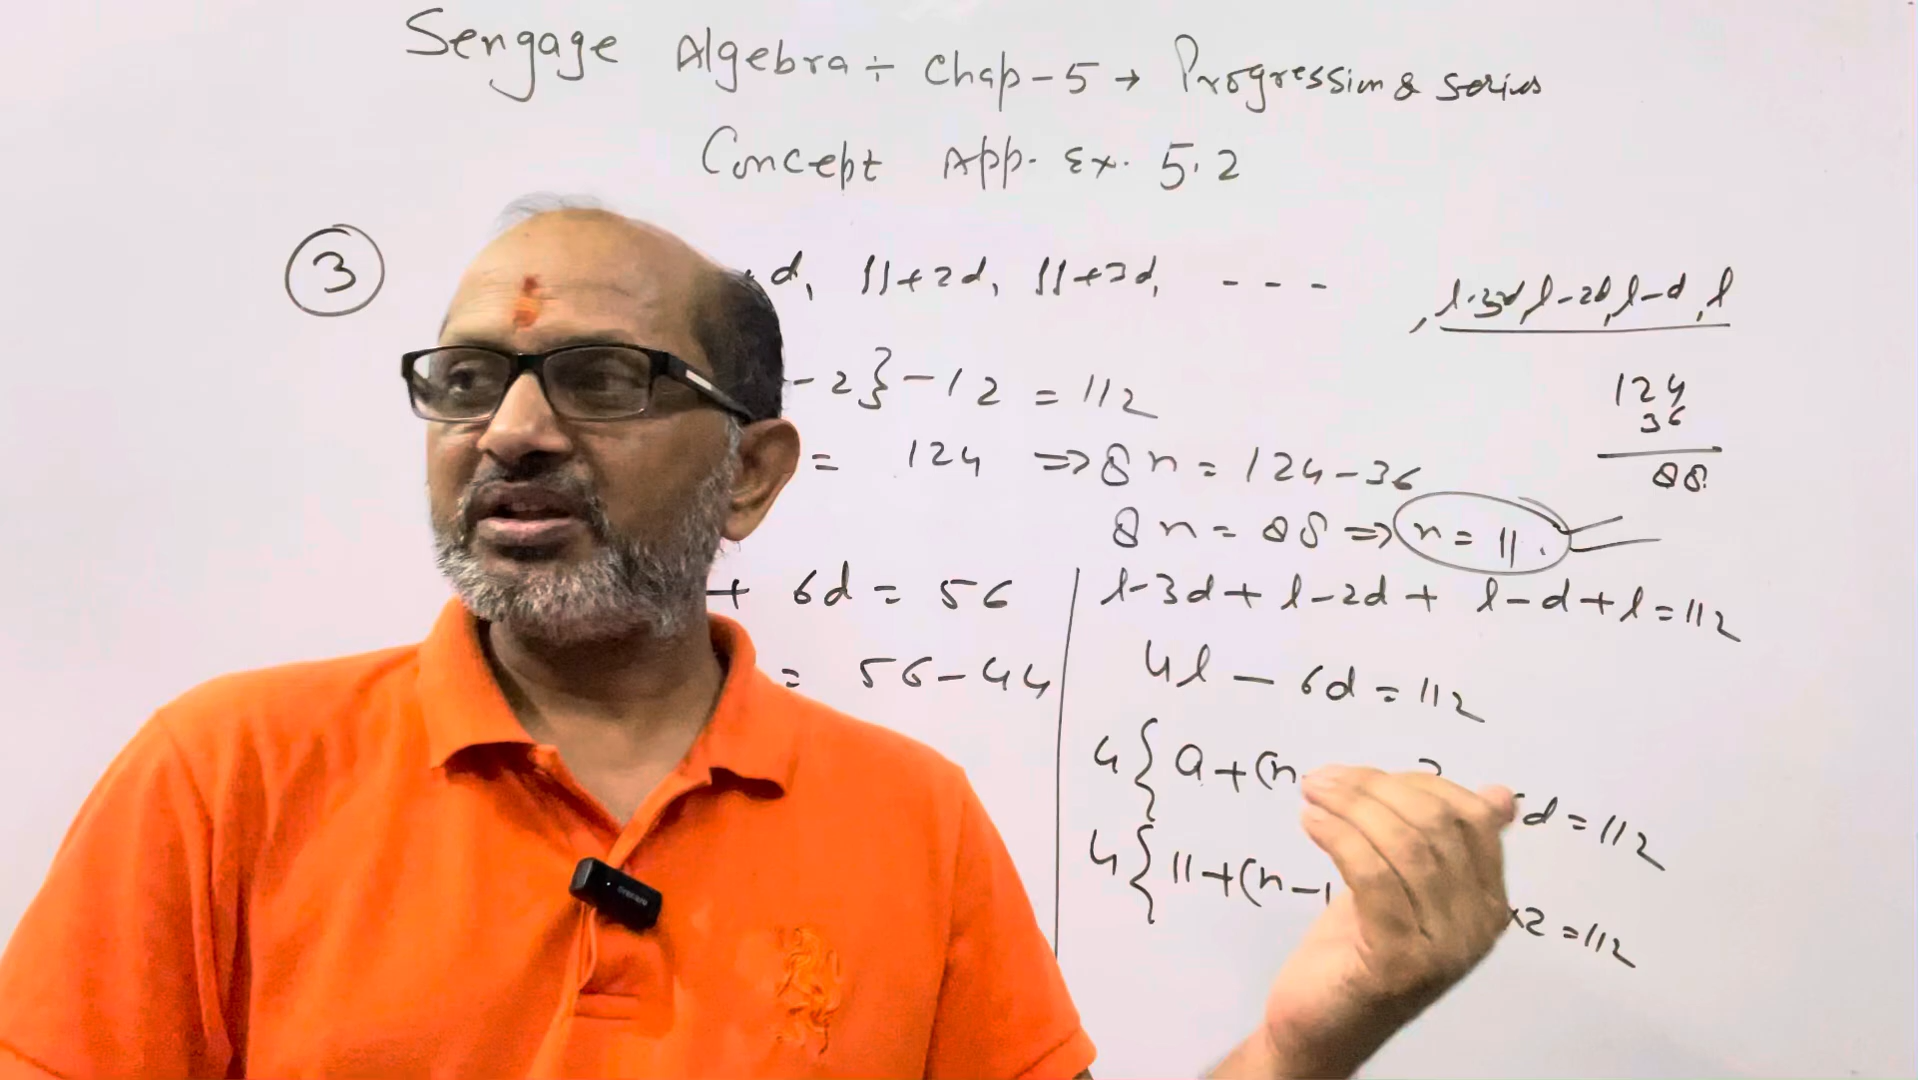 Sengage Algebra ÷ Chap-5 → Progression & series
Concept App. Ex. 5.2
3
d, 11+2d, 11+3d, - - - , l-3d, l-2d, l-d, l
-2}-12 = 112
= 124 ⇒ 8n = 124-36
8n = 88 ⇒ n = 11.
124
36
88
+ 6d = 56
= 56-44
l-3d + l-2d + l-d + l = 112
4l - 6d = 112
4{a+(n d = 112
4{11+(n-1 ×2 = 112